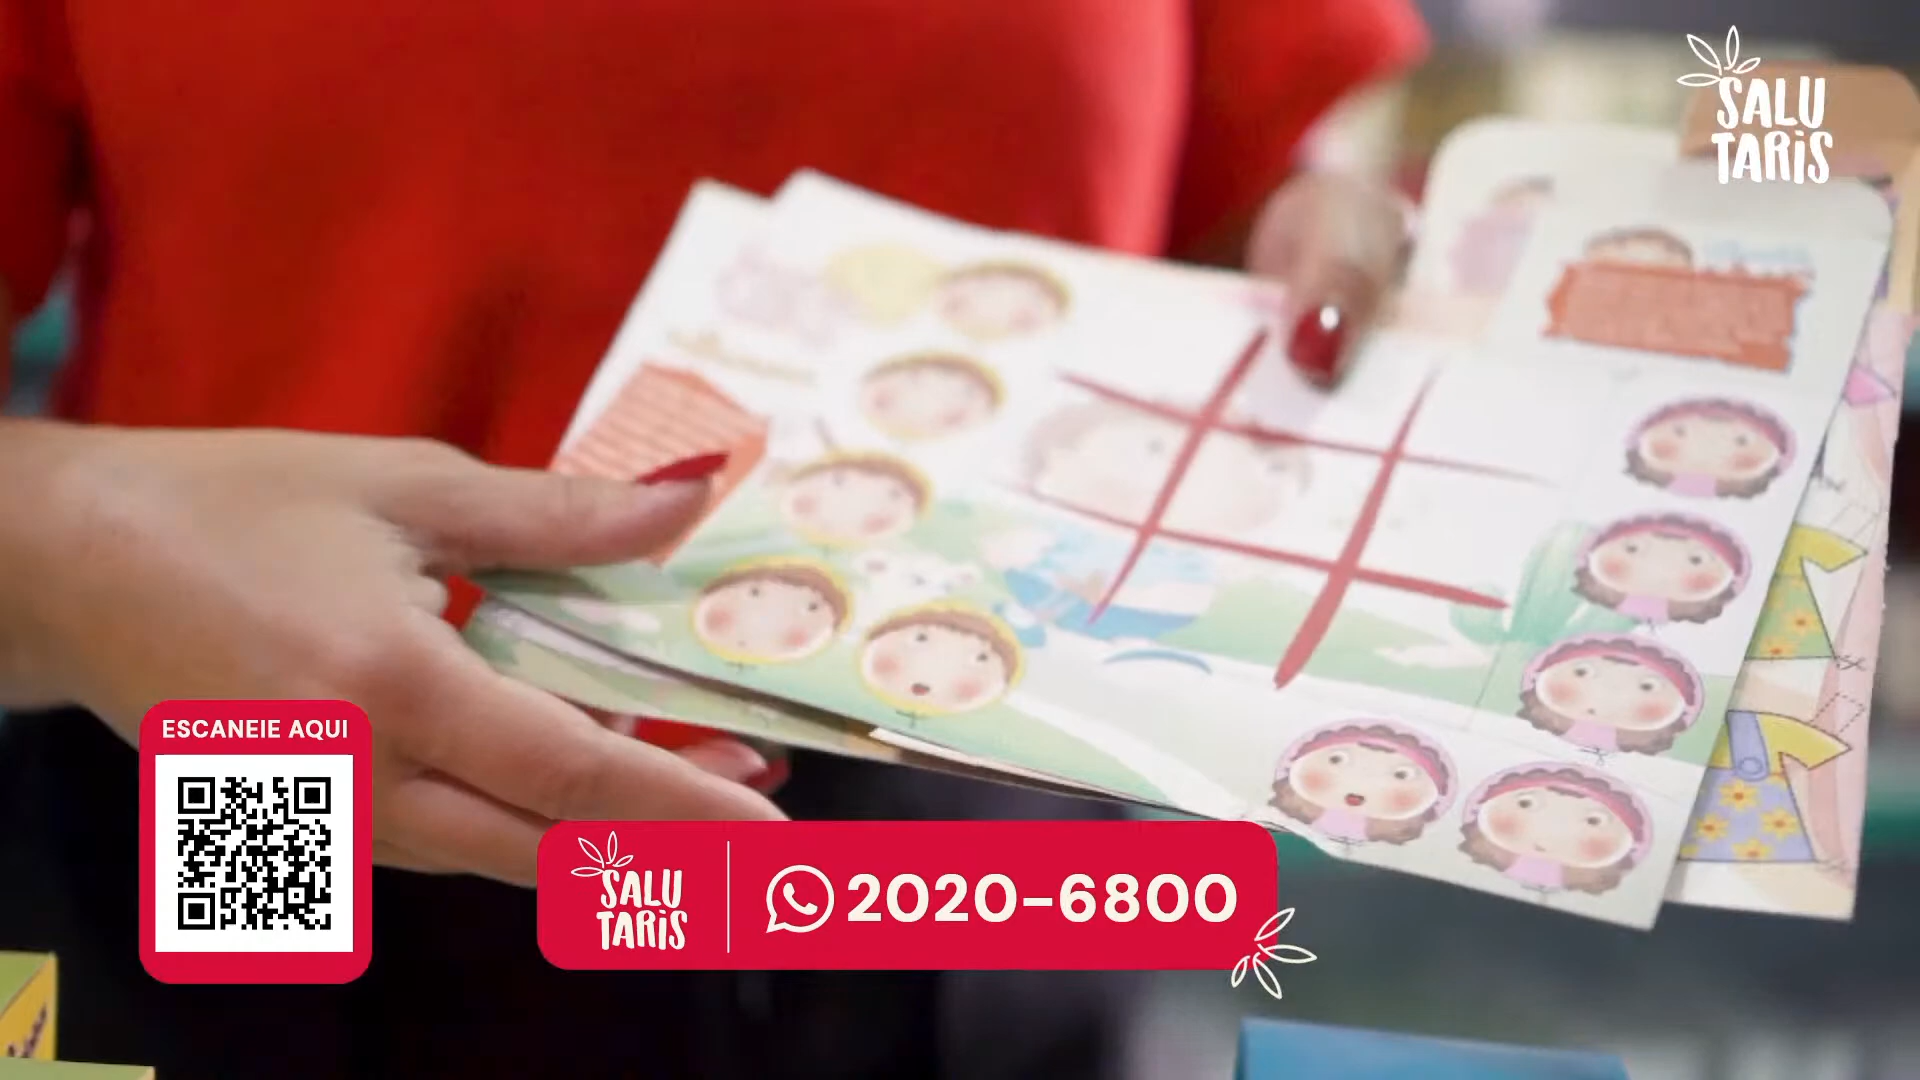 SALU
TARIS
ESCANEIE AQUI
SALU
TARIS
2020-6800